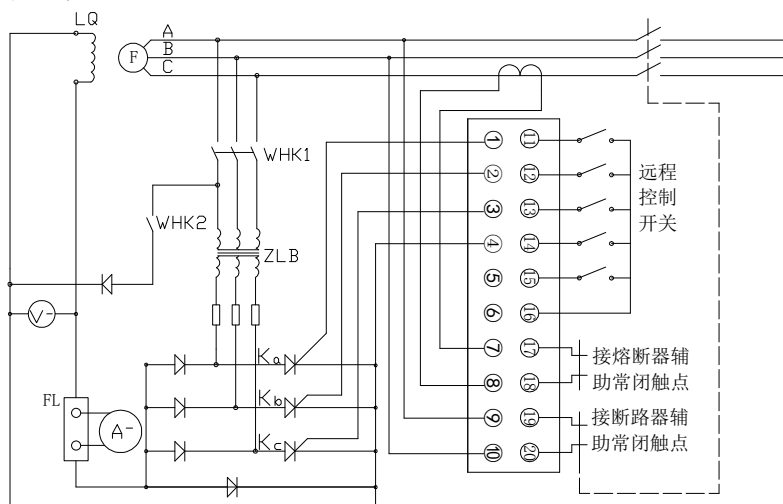 LQ
A
B
C
F
WHK1
WHK2
ZLB
V-
Ka
Kb
Kc
FL
A-
1
2
3
4
5
6
7
8
9
10
11
12
13
14
15
16
17
18
19
20
远程
控制
开关
接熔断器辅
助常闭触点
接断路器辅
助常闭触点